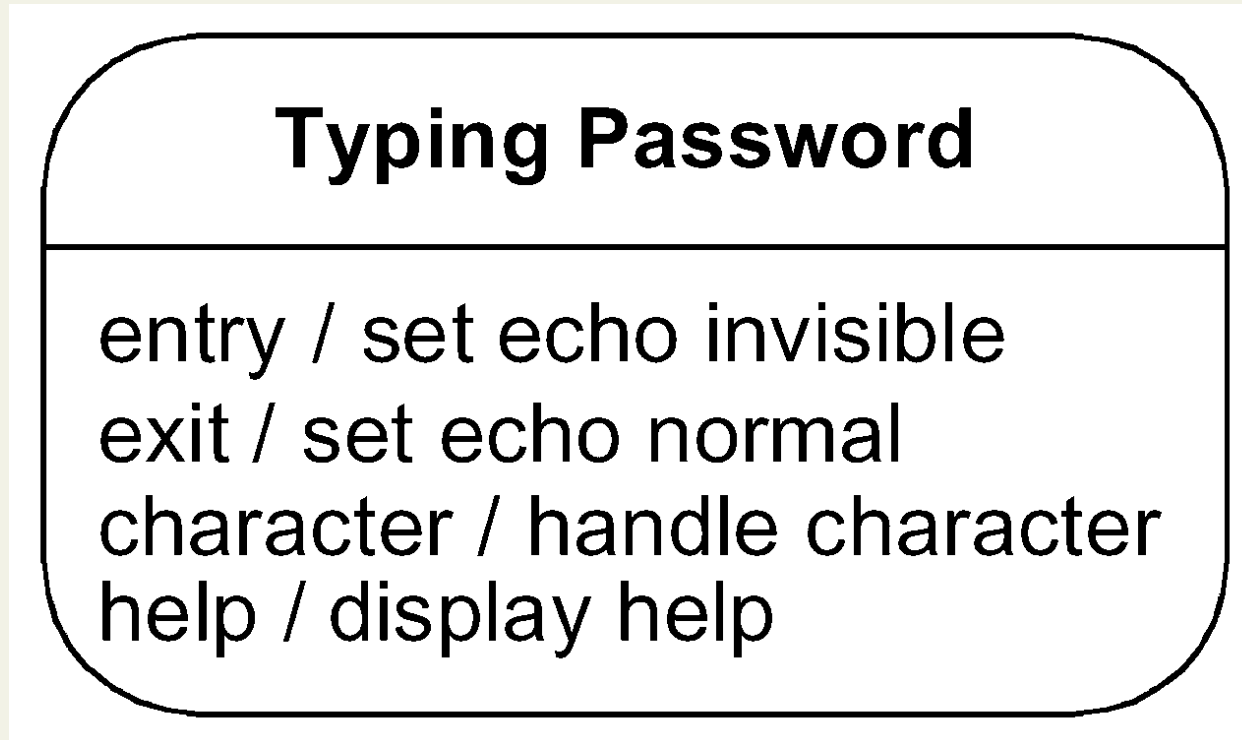 Typing Password
entry / set echo invisible
exit / set echo normal
character / handle character
help / display help